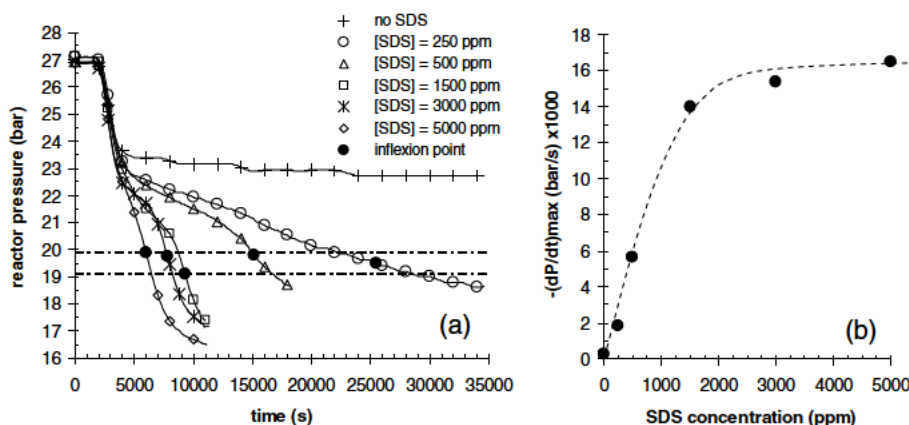 28
27
26
25
24
23
22
21
20
19
18
17
16
reactor pressure (bar)
0 5000 10000 15000 20000 25000 30000 35000
time (s)
no SDS
[SDS] = 250 ppm
[SDS] = 500 ppm
[SDS] = 1500 ppm
[SDS] = 3000 ppm
[SDS] = 5000 ppm
inflexion point
(a)
18
16
14
12
10
8
6
4
2
0
-(dP/dt)max (bar/s) x1000
0 1000 2000 3000 4000 5000
SDS concentration (ppm)
(b)